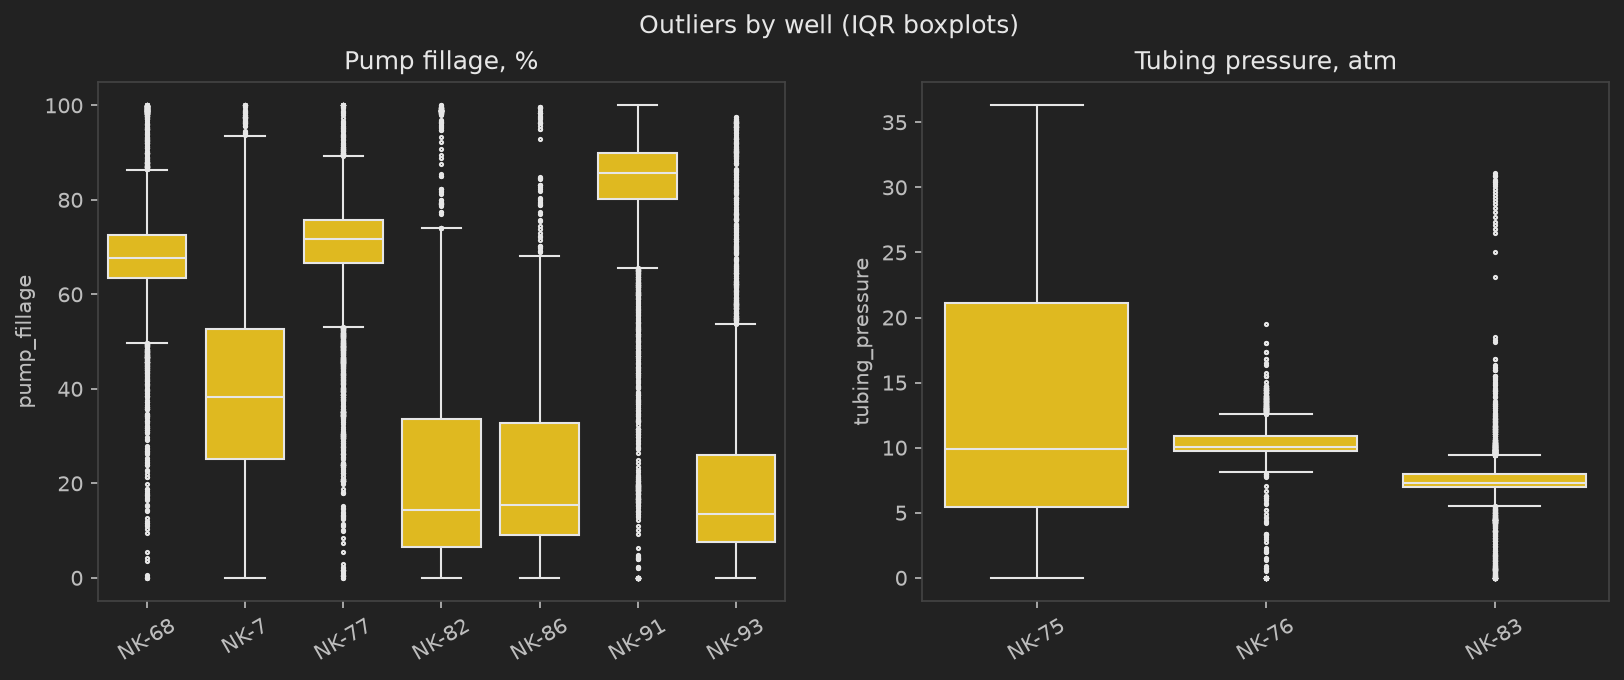 Outliers by well (IQR boxplots)
Pump fillage, %
pump_fillage
100
80
60
40
20
0
NK-68
NK-7
NK-77
NK-82
NK-86
NK-91
NK-93
Tubing pressure, atm
tubing_pressure
35
30
25
20
15
10
5
0
NK-75
NK-76
NK-83